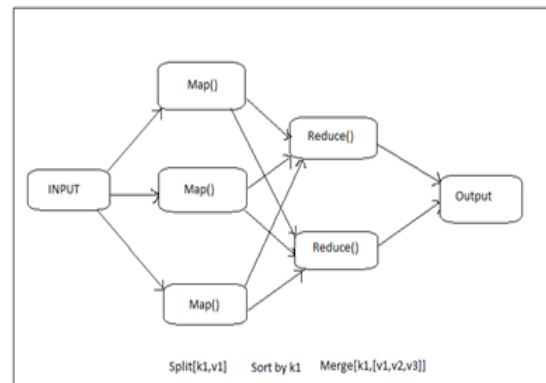 Map()
Reduce()
INPUT
Map()
Output
Reduce()
Map()
Split[k1,v1] Sort by k1 Merge[k1,[v1,v2,v3]]